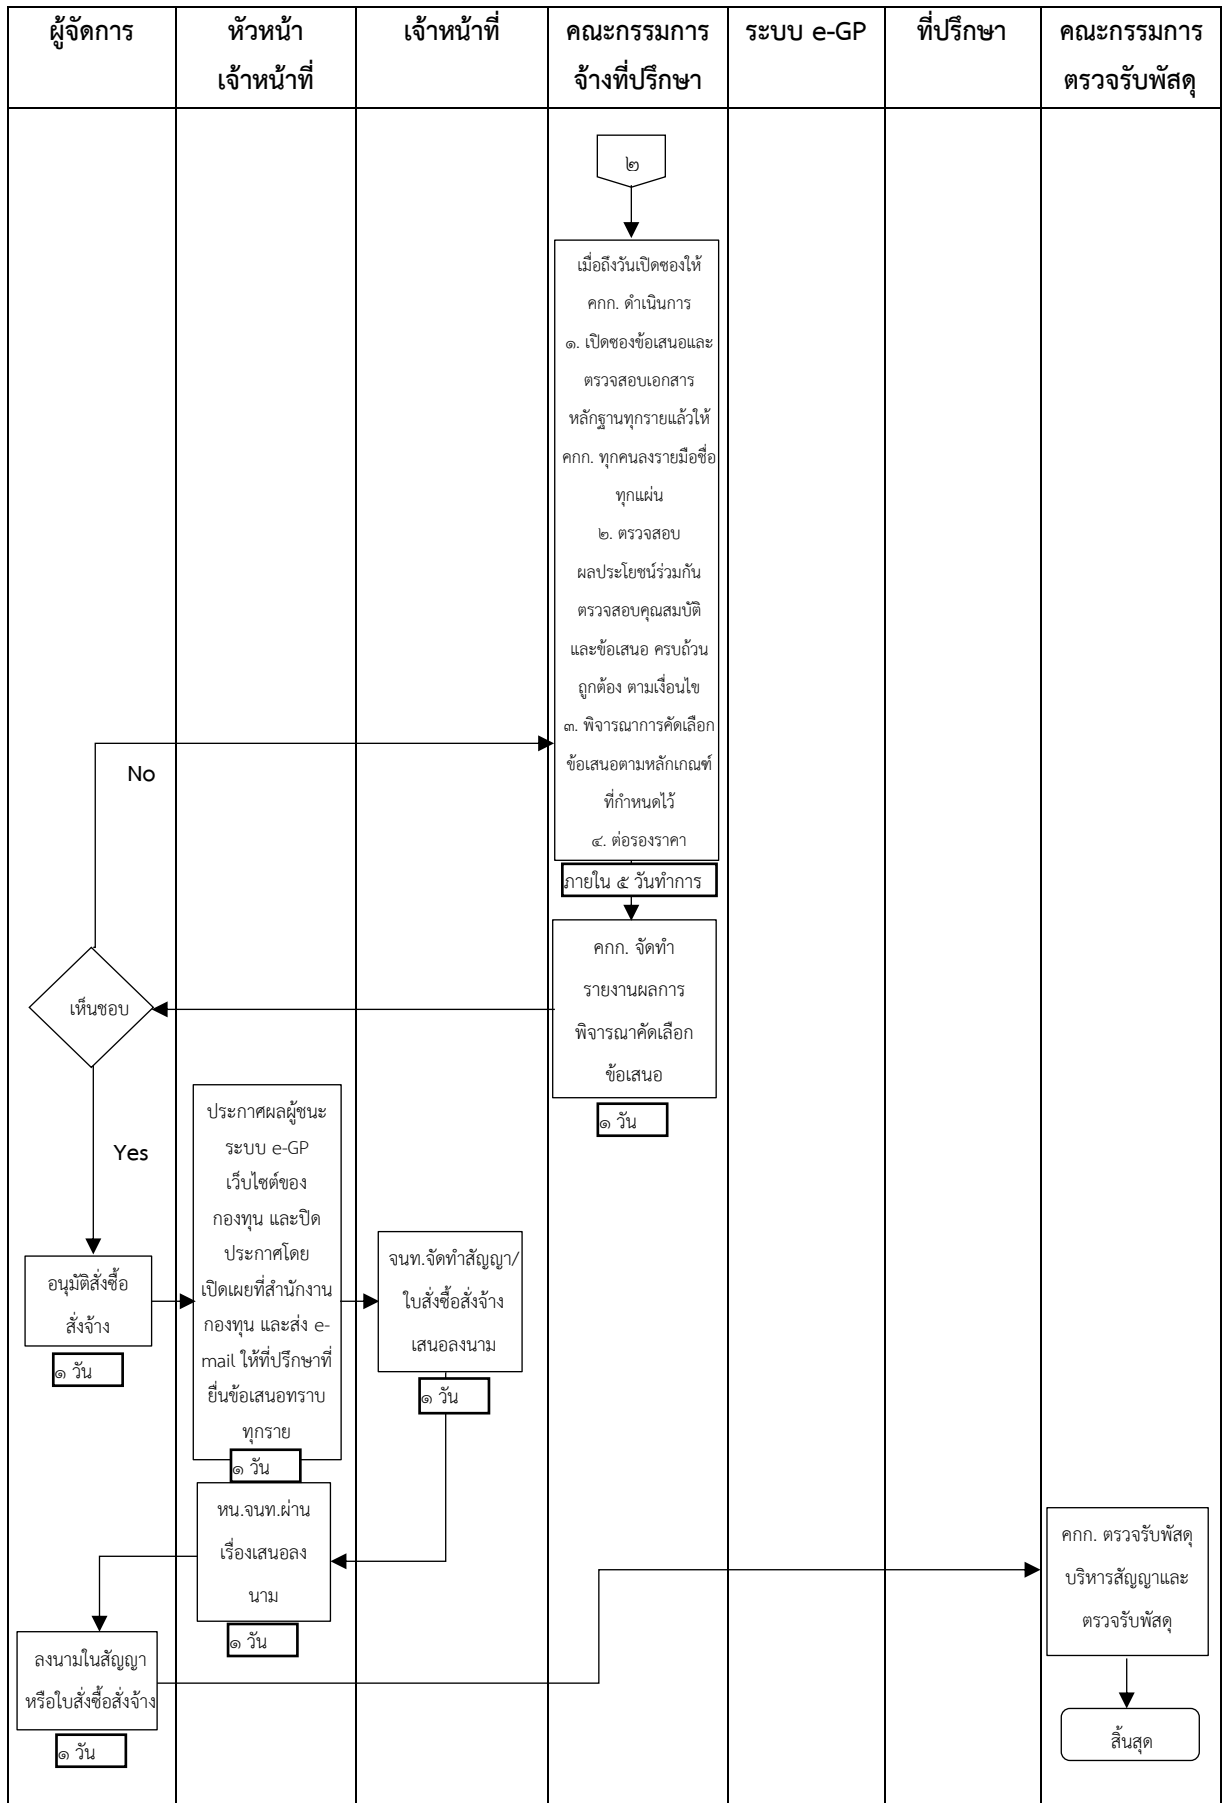 ผู้จัดการ
หัวหน้า
เจ้าหน้าที่
เจ้าหน้าที่
คณะกรรมการ
จ้างที่ปรึกษา
ระบบ e-GP
ที่ปรึกษา
คณะกรรมการ
ตรวจรับพัสดุ
๒
เมื่อถึงวันเปิดซองให้
คกก. ดำเนินการ
๑. เปิดซองข้อเสนอและ
ตรวจสอบเอกสาร
หลักฐานทุกรายแล้วให้
คกก. ทุกคนลงรายมือชื่อ
ทุกแผ่น
๒. ตรวจสอบ
ผลประโยชน์ร่วมกัน
ตรวจสอบคุณสมบัติ
และข้อเสนอ ครบถ้วน
ถูกต้อง ตามเงื่อนไข
๓. พิจารณาการคัดเลือก
ข้อเสนอตามหลักเกณฑ์
ที่กำหนดไว้
๔. ต่อรองราคา
ภายใน ๕ วันทำการ
No
คกก. จัดทำ
รายงานผลการ
พิจารณาคัดเลือก
ข้อเสนอ
๑ วัน
เห็นชอบ
Yes
อนุมัติสั่งซื้อ
สั่งจ้าง
๑ วัน
ประกาศผลผู้ชนะ
ระบบ e-GP
เว็บไซต์ของ
กองทุน และปิด
ประกาศโดย
เปิดเผยที่สำนักงาน
กองทุน และส่ง e-
mail ให้ที่ปรึกษาที่
ยื่นข้อเสนอทราบ
ทุกราย
๑ วัน
จนท.จัดทำสัญญา/
ใบสั่งซื้อสั่งจ้าง
เสนอลงนาม
๑ วัน
หน.จนท.ผ่าน
เรื่องเสนอลง
นาม
๑ วัน
ลงนามในสัญญา
หรือใบสั่งซื้อสั่งจ้าง
๑ วัน
คกก. ตรวจรับพัสดุ
บริหารสัญญาและ
ตรวจรับพัสดุ
สิ้นสุด